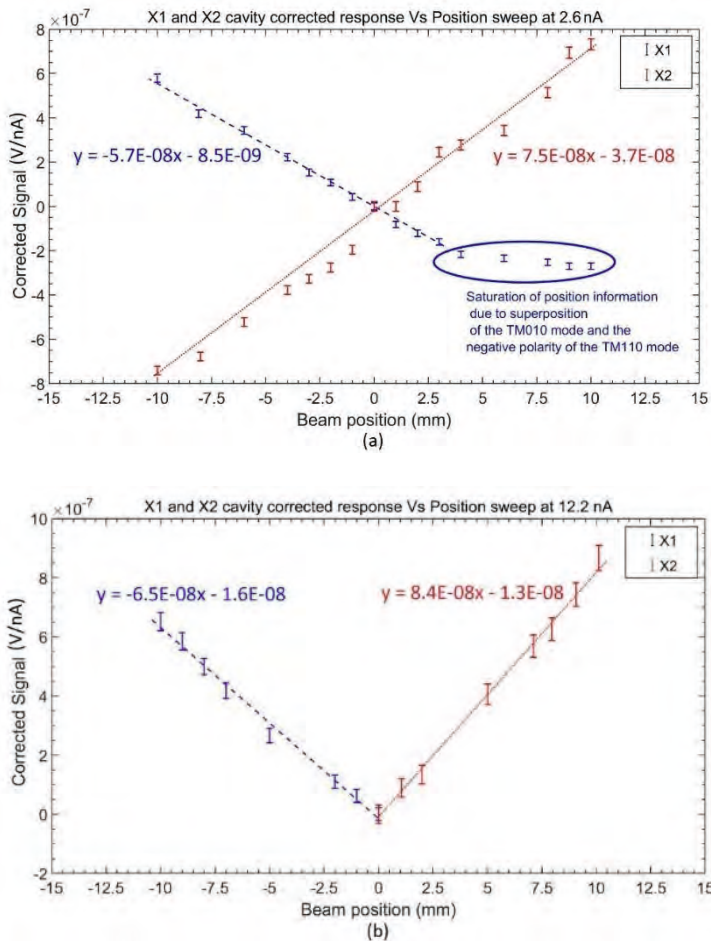 X1 and X2 cavity corrected response Vs Position sweep at 2.6 nA
×10⁻⁷
8
6
4
2
0
-2
-4
-6
-8
Corrected Signal (V/nA)
X1
X2
y = -5.7E-08x - 8.5E-09
y = 7.5E-08x - 3.7E-08
Saturation of position information
due to superposition
of the TM010 mode and the
negative polarity of the TM110 mode
-15 -12.5 -10 -7.5 -5 -2.5 0 2.5 5 7.5 10 12.5 15
Beam position (mm)
(a)
X1 and X2 cavity corrected response Vs Position sweep at 12.2 nA
×10⁻⁷
10
8
6
4
2
0
-2
Corrected Signal (V/nA)
X1
X2
y = -6.5E-08x - 1.6E-08
y = 8.4E-08x - 1.3E-08
-15 -12.5 -10 -7.5 -5 -2.5 0 2.5 5 7.5 10 12.5 15
Beam position (mm)
(b)